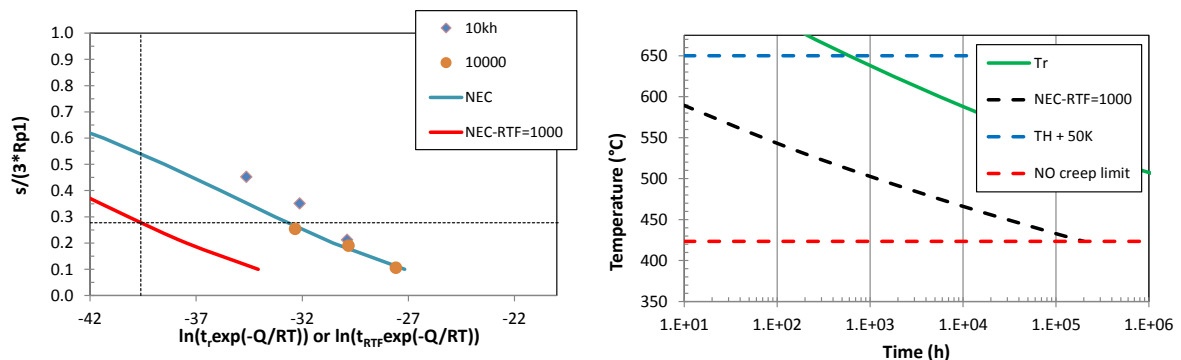 s/(3*Rp1)
1.0
0.9
0.8
0.7
0.6
0.5
0.4
0.3
0.2
0.1
0.0
-42
-37
-32
-27
-22
ln(trexp(-Q/RT)) or ln(tRTFexp(-Q/RT))
10kh
10000
NEC
NEC-RTF=1000
Temperature (°C)
650
600
550
500
450
400
350
1.E+01
1.E+02
1.E+03
1.E+04
1.E+05
1.E+06
Time (h)
Tr
NEC-RTF=1000
TH + 50K
NO creep limit